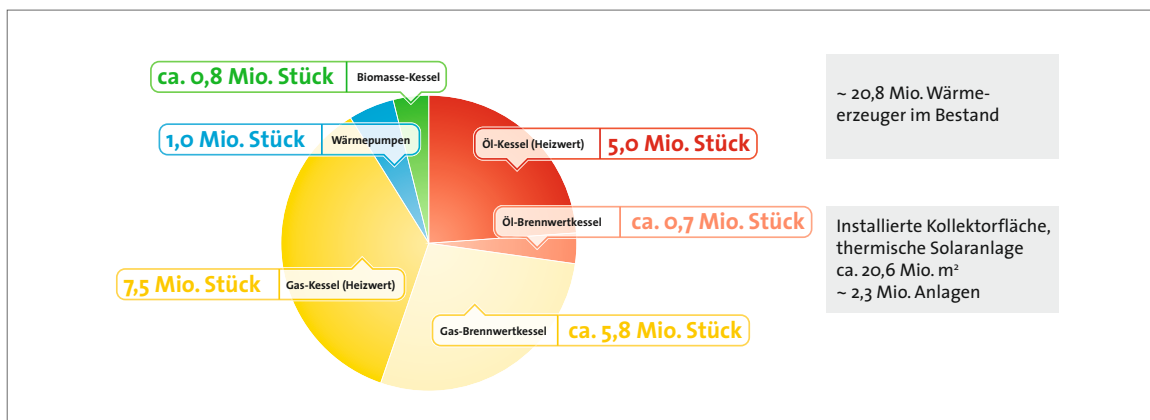 ca. 0,8 Mio. Stück Biomasse-Kessel
1,0 Mio. Stück Wärmepumpen
Öl-Kessel (Heizwert) 5,0 Mio. Stück
Öl-Brennwertkessel ca. 0,7 Mio. Stück
7,5 Mio. Stück Gas-Kessel (Heizwert)
Gas-Brennwertkessel ca. 5,8 Mio. Stück
~ 20,8 Mio. Wärme-
erzeuger im Bestand
Installierte Kollektorfläche,
thermische Solaranlage
ca. 20,6 Mio. m²
~ 2,3 Mio. Anlagen